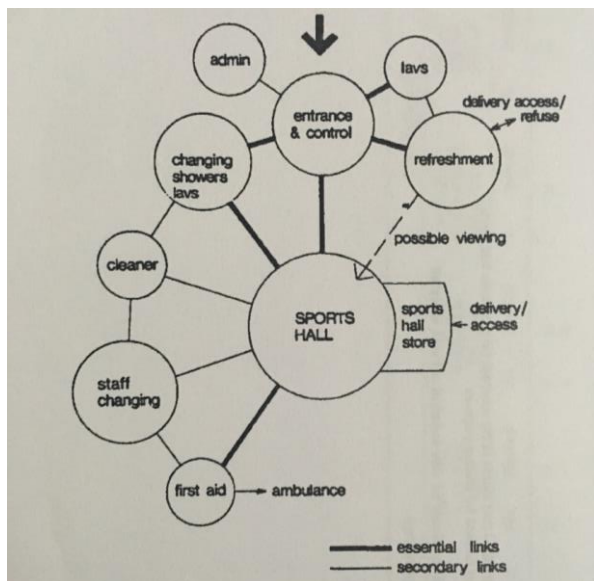 admin
lavs
entrance
& control
delivery access/
refuse
changing
showers
lavs
refreshment
possible viewing
cleaner
SPORTS
HALL
sports
hall
store
delivery/
access
staff
changing
first aid
ambulance
essential links
secondary links